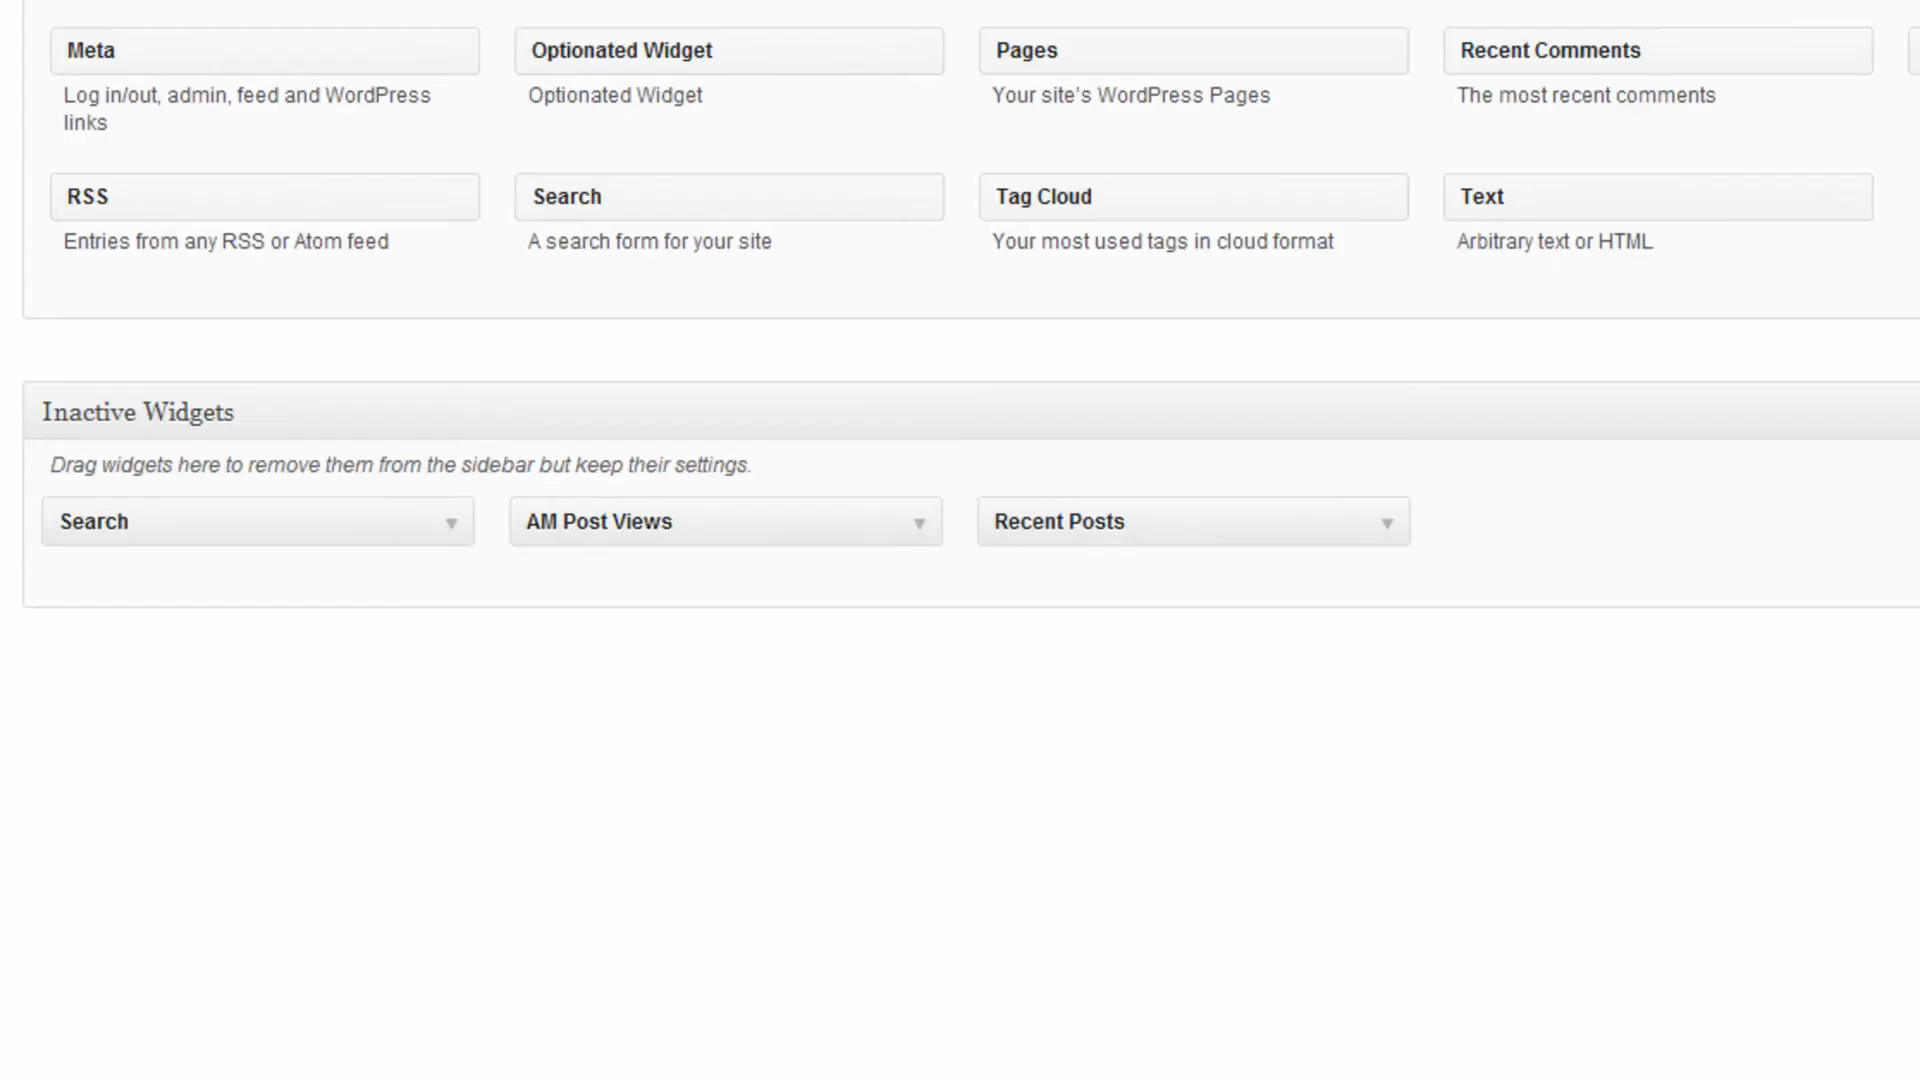 Meta
Optionated Widget
Pages
Recent Comments
Log in/out, admin, feed and WordPress
links
Optionated Widget
Your site's WordPress Pages
The most recent comments
RSS
Search
Tag Cloud
Text
Entries from any RSS or Atom feed
A search form for your site
Your most used tags in cloud format
Arbitrary text or HTML
Inactive Widgets
Drag widgets here to remove them from the sidebar but keep their settings.
Search
AM Post Views
Recent Posts